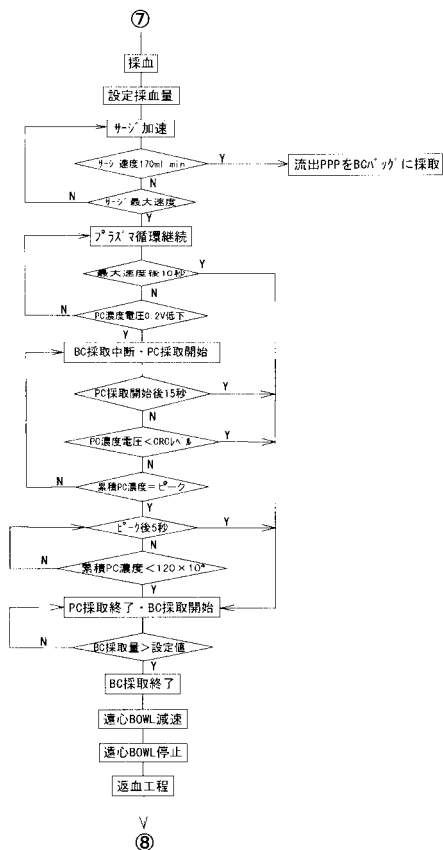 ⑦
採血
設定採血量
ｻｰｼﾞ加速
ｻｰｼﾞ速度170ml min
Y
流出PPPをBCﾊﾞｯｸﾞに採取
N
N
ｻｰｼﾞ最大速度
Y
ﾌﾟﾗｽﾞﾏ循環継続
最大速度後10秒
Y
N
N
PC濃度電圧0.2V低下
Y
BC採取中断・PC採取開始
PC採取開始後15秒
Y
N
PC濃度電圧<CRCﾚﾍﾞﾙ
Y
N
N
累積PC濃度＝ピーク
Y
ﾋﾟｰｸ後5秒
Y
N
N
累積PC濃度<120×10⁴
Y
PC採取終了・BC採取開始
N
BC採取量>設定値
Y
BC採取終了
遠心BOWL減速
遠心BOWL停止
返血工程
⑧